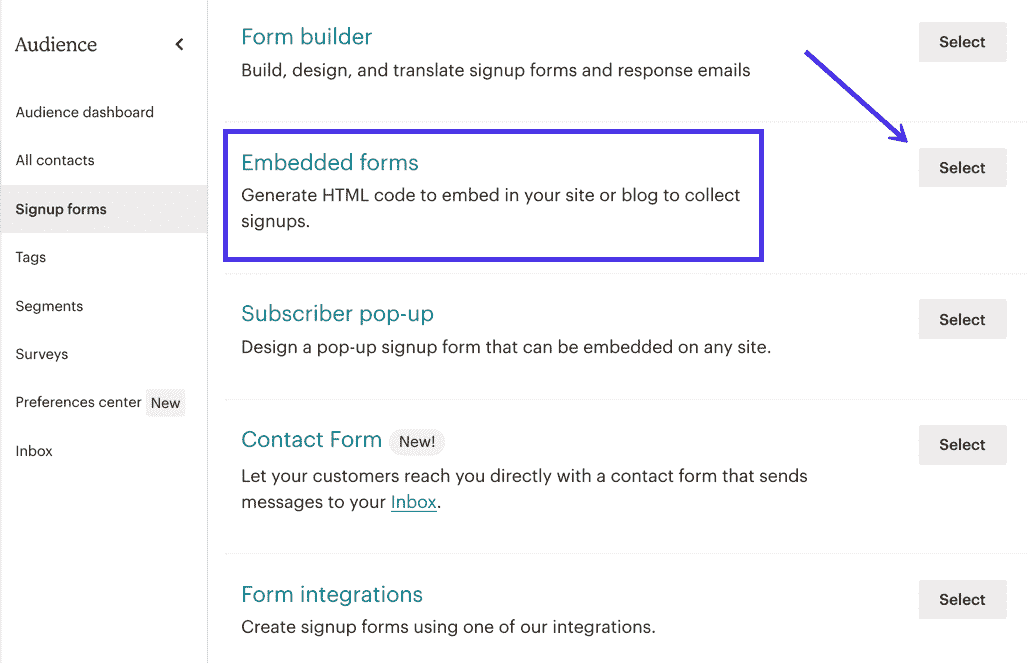 Audience
Audience dashboard
All contacts
Signup forms
Tags
Segments
Surveys
Preferences center New
Inbox
Form builder
Select
Build, design, and translate signup forms and response emails
Embedded forms
Select
Generate HTML code to embed in your site or blog to collect
signups.
Subscriber pop-up
Select
Design a pop-up signup form that can be embedded on any site.
Contact Form New!
Select
Let your customers reach you directly with a contact form that sends
messages to your Inbox.
Form integrations
Select
Create signup forms using one of our integrations.